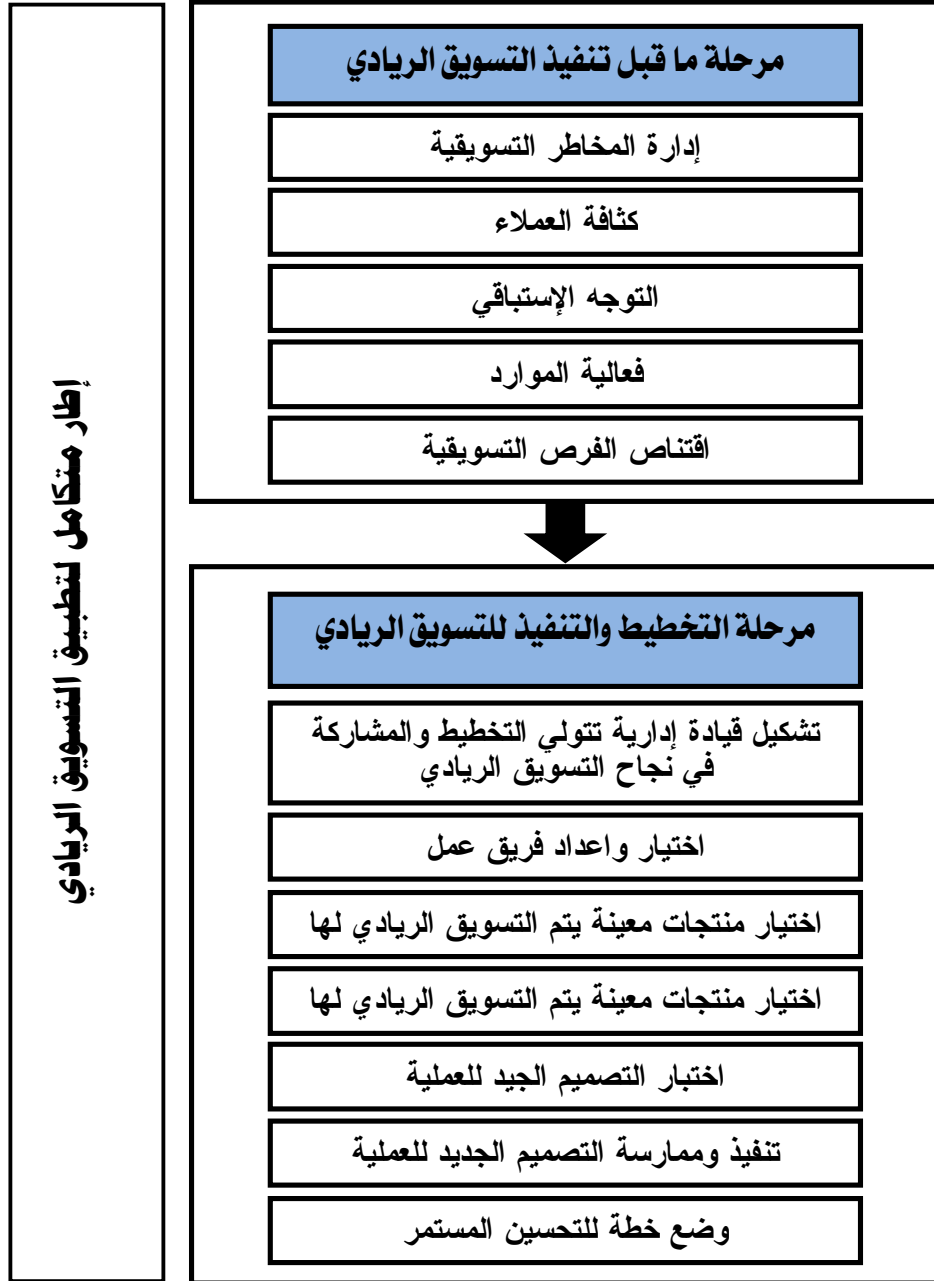 إطار متكامل لتطبيق التسويق الريادي
مرحلة ما قبل تنفيذ التسويق الريادي
إدارة المخاطر التسويقية
كثافة العملاء
التوجه الإستباقي
فعالية الموارد
اقتناص الفرص التسويقية
مرحلة التخطيط والتنفيذ للتسويق الريادي
تشكيل قيادة إدارية تتولي التخطيط والمشاركة
في نجاح التسويق الريادي
اختيار واعداد فريق عمل
اختيار منتجات معينة يتم التسويق الريادي لها
اختيار منتجات معينة يتم التسويق الريادي لها
اختبار التصميم الجيد للعملية
تنفيذ وممارسة التصميم الجديد للعملية
وضع خطة للتحسين المستمر